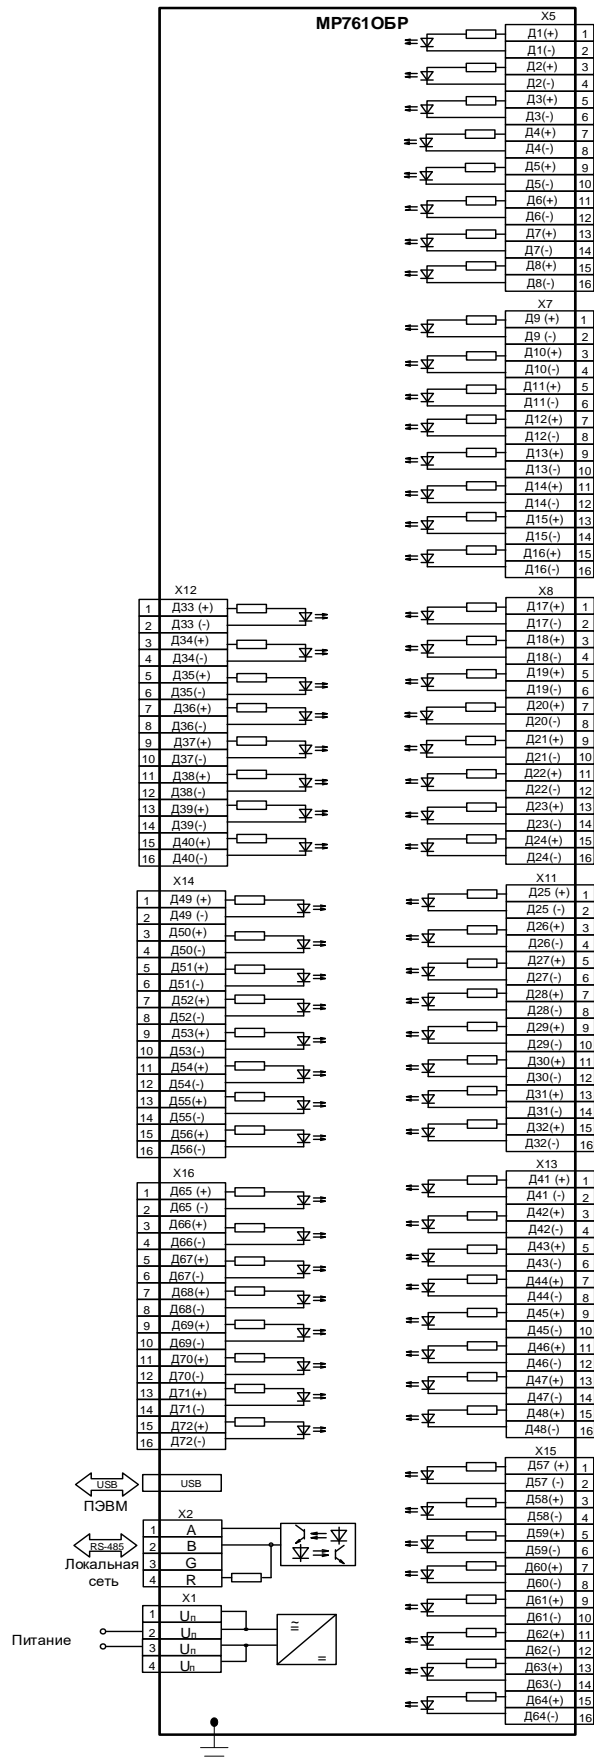 МР761ОБР
X5
Д1(+) 1
Д1(-) 2
Д2(+) 3
Д2(-) 4
Д3(+) 5
Д3(-) 6
Д4(+) 7
Д4(-) 8
Д5(+) 9
Д5(-) 10
Д6(+) 11
Д6(-) 12
Д7(+) 13
Д7(-) 14
Д8(+) 15
Д8(-) 16
X7
Д9 (+) 1
Д9 (-) 2
Д10(+) 3
Д10(-) 4
Д11(+) 5
Д11(-) 6
Д12(+) 7
Д12(-) 8
Д13(+) 9
Д13(-) 10
Д14(+) 11
Д14(-) 12
Д15(+) 13
Д15(-) 14
Д16(+) 15
Д16(-) 16
X12
1 Д33 (+)
2 Д33 (-)
3 Д34(+)
4 Д34(-)
5 Д35(+)
6 Д35(-)
7 Д36(+)
8 Д36(-)
9 Д37(+)
10 Д37(-)
11 Д38(+)
12 Д38(-)
13 Д39(+)
14 Д39(-)
15 Д40(+)
16 Д40(-)
X8
Д17(+) 1
Д17(-) 2
Д18(+) 3
Д18(-) 4
Д19(+) 5
Д19(-) 6
Д20(+) 7
Д20(-) 8
Д21(+) 9
Д21(-) 10
Д22(+) 11
Д22(-) 12
Д23(+) 13
Д23(-) 14
Д24(+) 15
Д24(-) 16
X14
1 Д49 (+)
2 Д49 (-)
3 Д50(+)
4 Д50(-)
5 Д51(+)
6 Д51(-)
7 Д52(+)
8 Д52(-)
9 Д53(+)
10 Д53(-)
11 Д54(+)
12 Д54(-)
13 Д55(+)
14 Д55(-)
15 Д56(+)
16 Д56(-)
X11
Д25 (+) 1
Д25 (-) 2
Д26(+) 3
Д26(-) 4
Д27(+) 5
Д27(-) 6
Д28(+) 7
Д28(-) 8
Д29(+) 9
Д29(-) 10
Д30(+) 11
Д30(-) 12
Д31(+) 13
Д31(-) 14
Д32(+) 15
Д32(-) 16
X16
1 Д65 (+)
2 Д65 (-)
3 Д66(+)
4 Д66(-)
5 Д67(+)
6 Д67(-)
7 Д68(+)
8 Д68(-)
9 Д69(+)
10 Д69(-)
11 Д70(+)
12 Д70(-)
13 Д71(+)
14 Д71(-)
15 Д72(+)
16 Д72(-)
X13
Д41 (+) 1
Д41 (-) 2
Д42(+) 3
Д42(-) 4
Д43(+) 5
Д43(-) 6
Д44(+) 7
Д44(-) 8
Д45(+) 9
Д45(-) 10
Д46(+) 11
Д46(-) 12
Д47(+) 13
Д47(-) 14
Д48(+) 15
Д48(-) 16
X15
Д57 (+) 1
Д57 (-) 2
Д58(+) 3
Д58(-) 4
Д59(+) 5
Д59(-) 6
Д60(+) 7
Д60(-) 8
Д61(+) 9
Д61(-) 10
Д62(+) 11
Д62(-) 12
Д63(+) 13
Д63(-) 14
Д64(+) 15
Д64(-) 16
USB USB
ПЭВМ
X2
1 A
2 B
3 G
4 R
RS-485
Локальная
сеть
X1
1 Uп
2 Uп
3 Uп
4 Uп
Питание